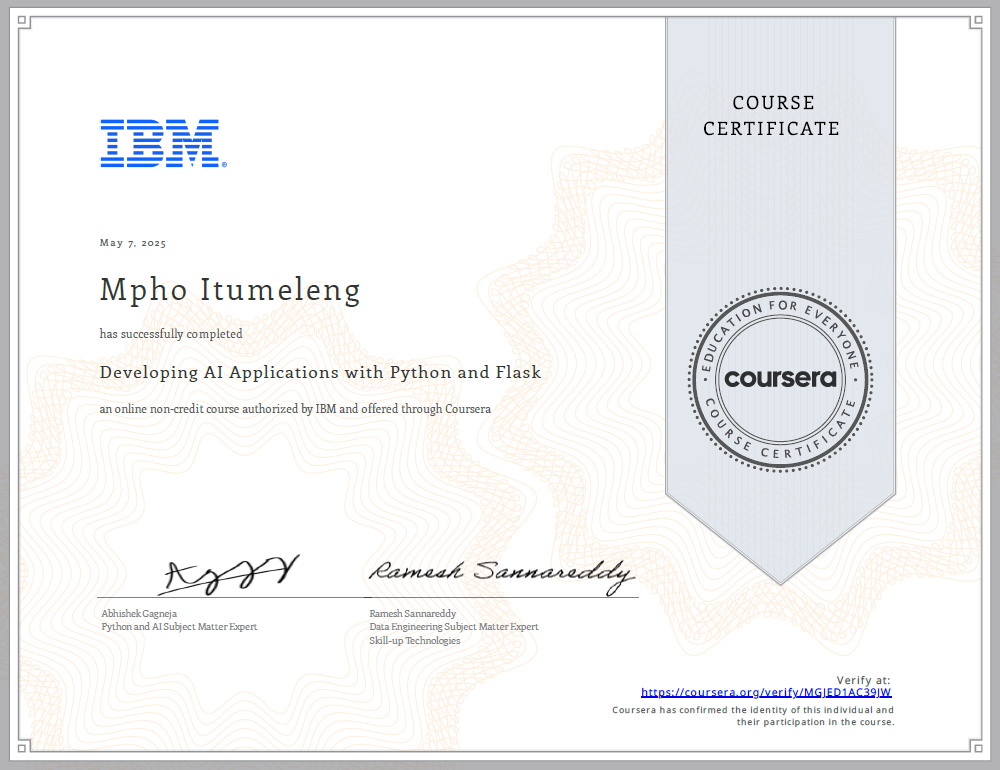 COURSE
CERTIFICATE
IBM®
May 7, 2025
Mpho Itumeleng
has successfully completed
Developing AI Applications with Python and Flask
an online non-credit course authorized by IBM and offered through Coursera
EDUCATION FOR EVERYONE
coursera
COURSE CERTIFICATE
Ramesh Sannareddy
Abhishek Gagneja
Python and AI Subject Matter Expert
Ramesh Sannareddy
Data Engineering Subject Matter Expert
Skill-up Technologies
Verify at:
https://coursera.org/verify/MGJED1AC39JW
Coursera has confirmed the identity of this individual and
their participation in the course.